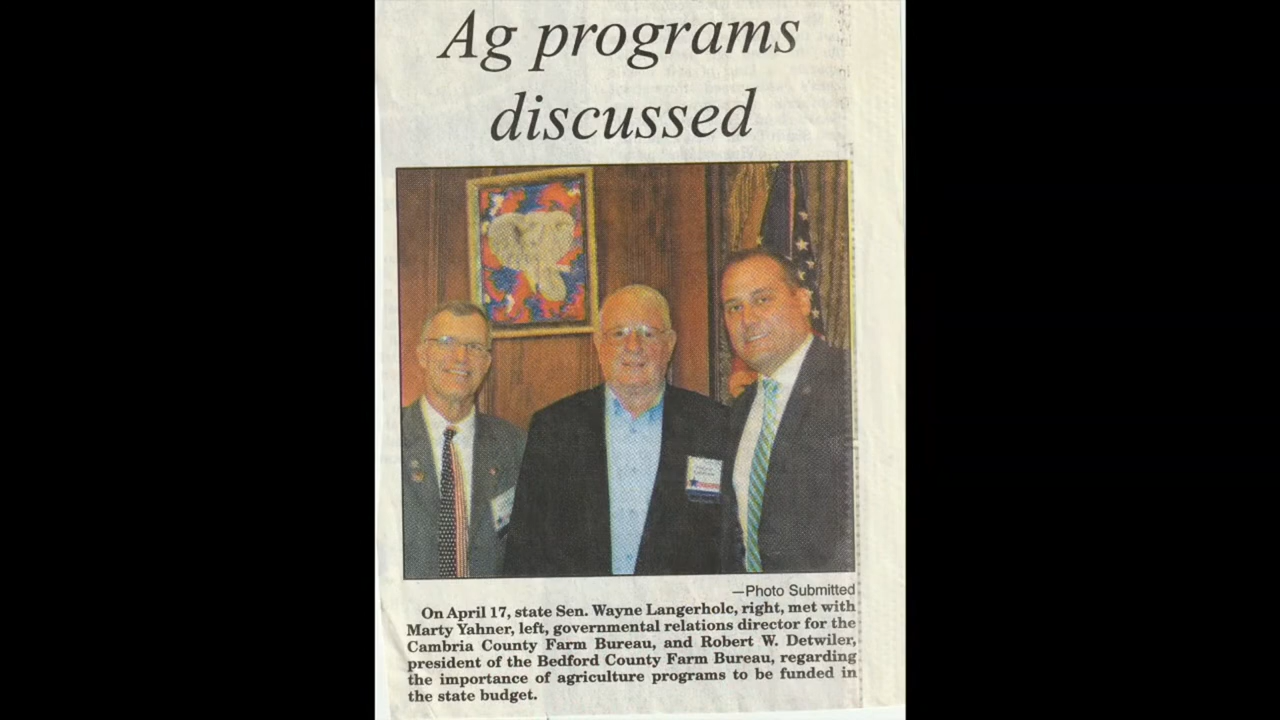 Ag programs
discussed
—Photo Submitted
On April 17, state Sen. Wayne Langerholc, right, met with
Marty Yahner, left, governmental relations director for the
Cambria County Farm Bureau, and Robert W. Detwiler,
president of the Bedford County Farm Bureau, regarding
the importance of agriculture programs to be funded in
the state budget.